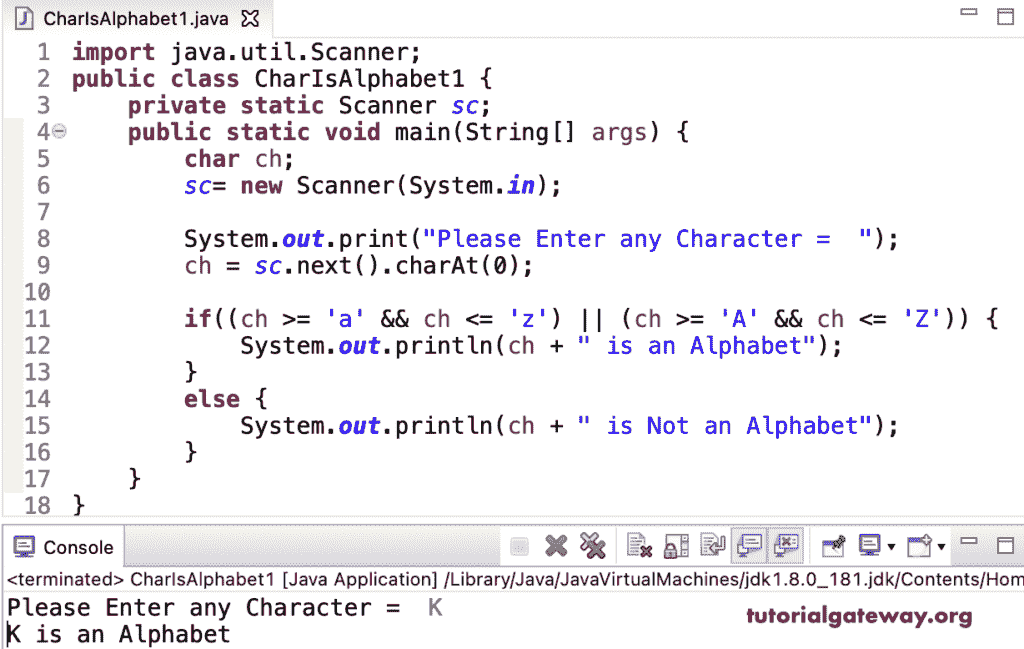 CharIsAlphabet1.java
1 import java.util.Scanner;
2 public class CharIsAlphabet1 {
3     private static Scanner sc;
4     public static void main(String[] args) {
5         char ch;
6         sc= new Scanner(System.in);
7
8         System.out.print("Please Enter any Character =  ");
9         ch = sc.next().charAt(0);
10
11         if((ch >= 'a' && ch <= 'z') || (ch >= 'A' && ch <= 'Z')) {
12             System.out.println(ch + " is an Alphabet");
13         }
14         else {
15             System.out.println(ch + " is Not an Alphabet");
16         }
17     }
18 }
Console
<terminated> CharIsAlphabet1 [Java Application] /Library/Java/JavaVirtualMachines/jdk1.8.0_181.jdk/Contents/Hom
Please Enter any Character =  K
tutorialgateway.org
K is an Alphabet